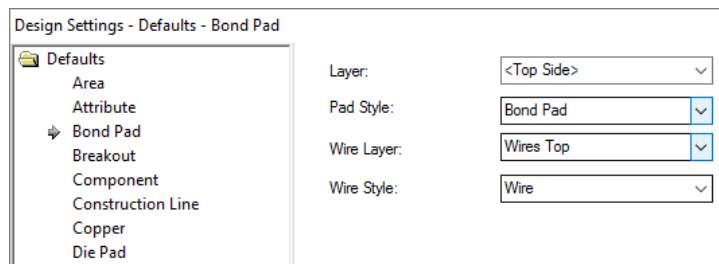 Design Settings - Defaults - Bond Pad
Defaults
Area
Attribute
Bond Pad
Breakout
Component
Construction Line
Copper
Die Pad
Layer: <Top Side>
Pad Style: Bond Pad
Wire Layer: Wires Top
Wire Style: Wire